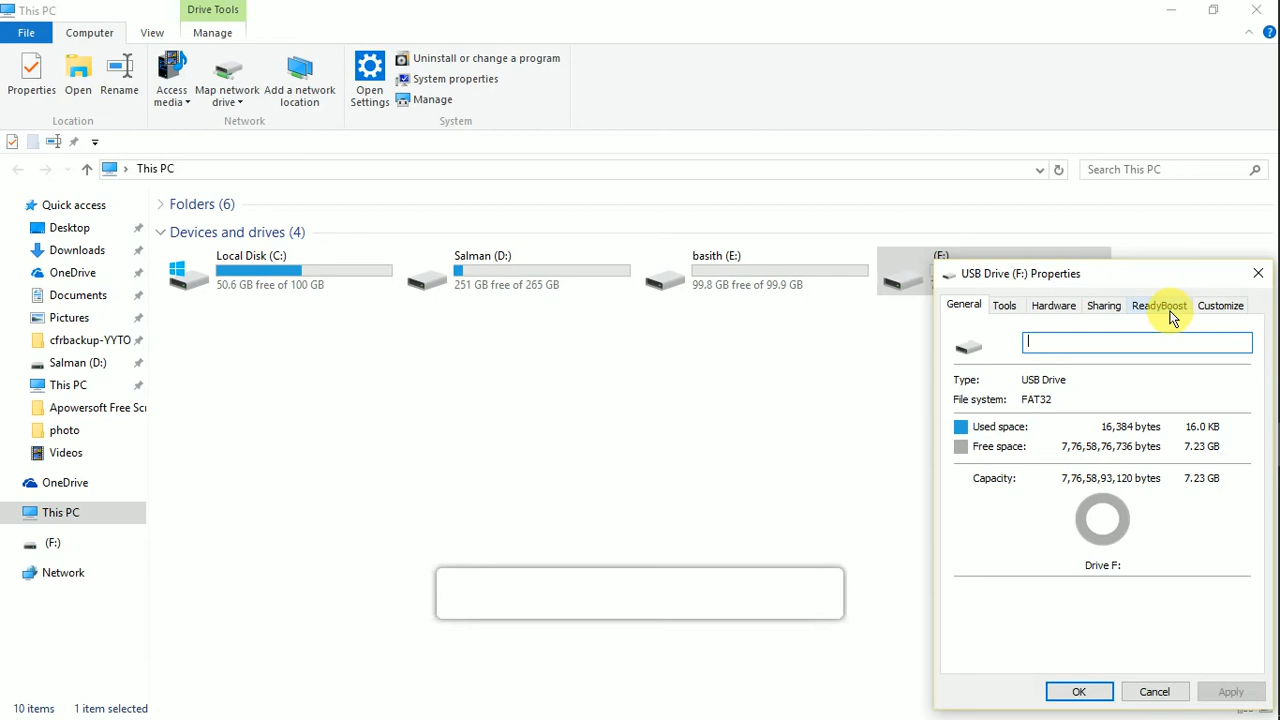 This PC
Drive Tools
File
Computer
View
Manage
Properties
Open
Rename
Access media
Map network drive
Add a network location
Open Settings
Uninstall or change a program
System properties
Manage
Location
Network
System
This PC
Search This PC
Quick access
Desktop
Downloads
OneDrive
Documents
Pictures
cfrbackup-YYTO
Salman (D:)
This PC
Apowersoft Free Scr
photo
Videos
OneDrive
This PC
(F:)
Network
Folders (6)
Devices and drives (4)
Local Disk (C:)
50.6 GB free of 100 GB
Salman (D:)
251 GB free of 265 GB
basith (E:)
99.8 GB free of 99.9 GB
(F:)
USB Drive (F:) Properties
General
Tools
Hardware
Sharing
ReadyBoost
Customize
Type: USB Drive
File system: FAT32
Used space: 16,384 bytes 16.0 KB
Free space: 7,76,58,76,736 bytes 7.23 GB
Capacity: 7,76,58,93,120 bytes 7.23 GB
Drive F:
OK
Cancel
Apply
10 items
1 item selected